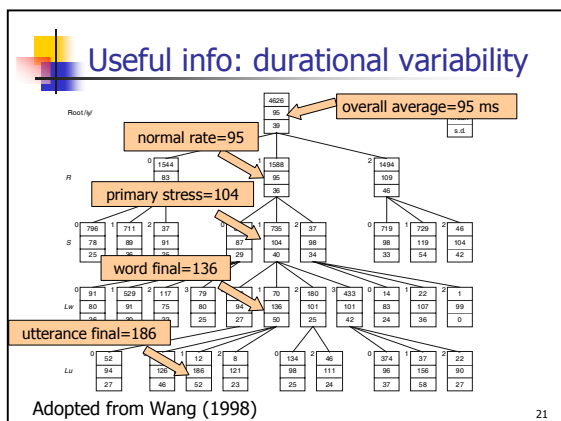 Useful info: durational variability
4626
Root/iy/ 95 overall average=95 ms
39 s.d.
normal rate=95
0 1544 1 1588 2 1494
R 83 95 109
36 46
primary stress=104
0 796 1 711 2 37 0 1 735 2 37 0 719 1 729 2 46
S 78 89 91 87 104 98 98 119 104
25 25 29 40 34 33 54 42
word final=136
0 91 1 529 2 117 3 79 0 1 70 2 180 3 433 0 14 1 22 2 1
Lw 91 75 80 94 136 101 101 83 107 99
25 27 50 25 42 24 36 0
utterance final=186
0 52 1 12 2 8 0 134 2 46 0 374 1 37 2 22
Lu 94 126 186 121 98 111 96 156 90
27 46 52 23 25 24 37 58 27
Adopted from Wang (1998)
21